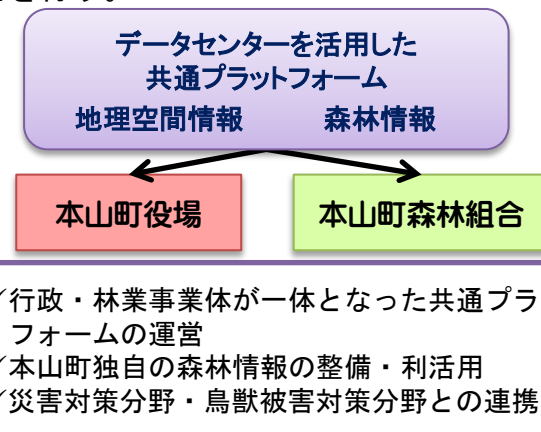 データセンターを活用した
共通プラットフォーム
地理空間情報 森林情報
本山町役場 本山町森林組合
行政・林業事業体が一体となった共通プラ
フォームの運営
本山町独自の森林情報の整備・利活用
災害対策分野・鳥獣被害対策分野との連携